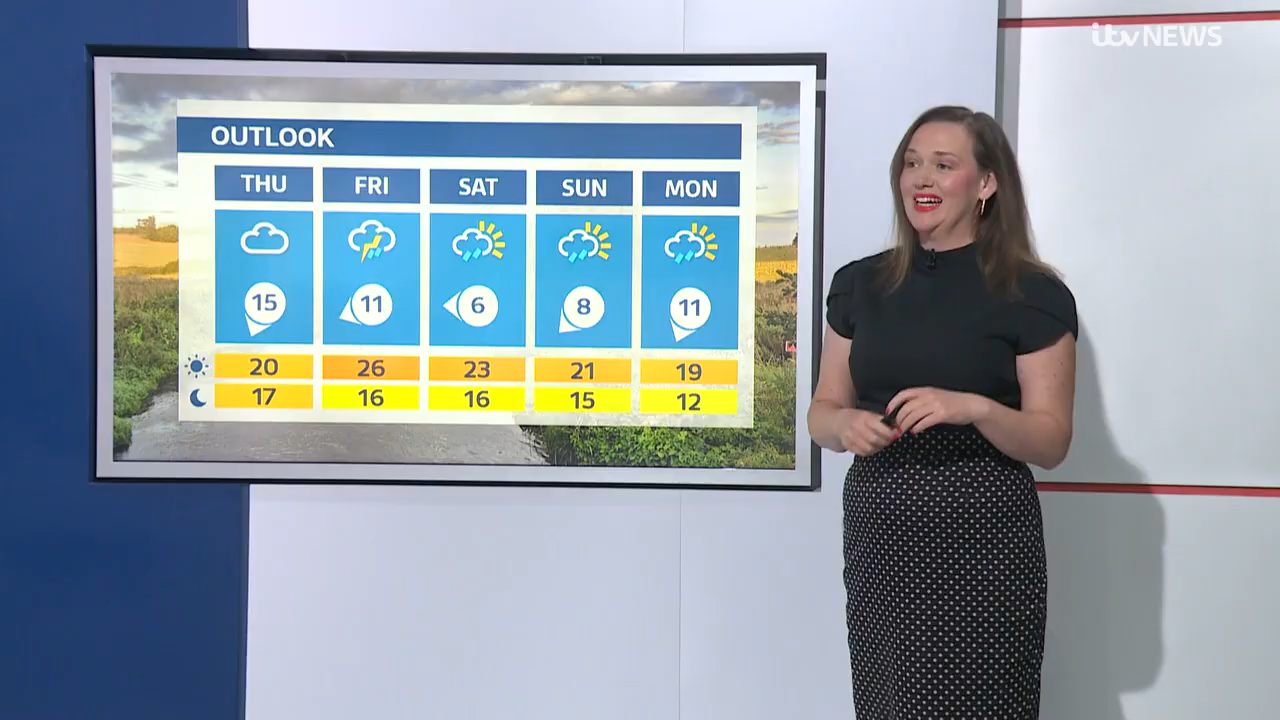 itv NEWS
OUTLOOK
THU FRI SAT SUN MON
15 11 6 8 11
20 26 23 21 19
17 16 16 15 12